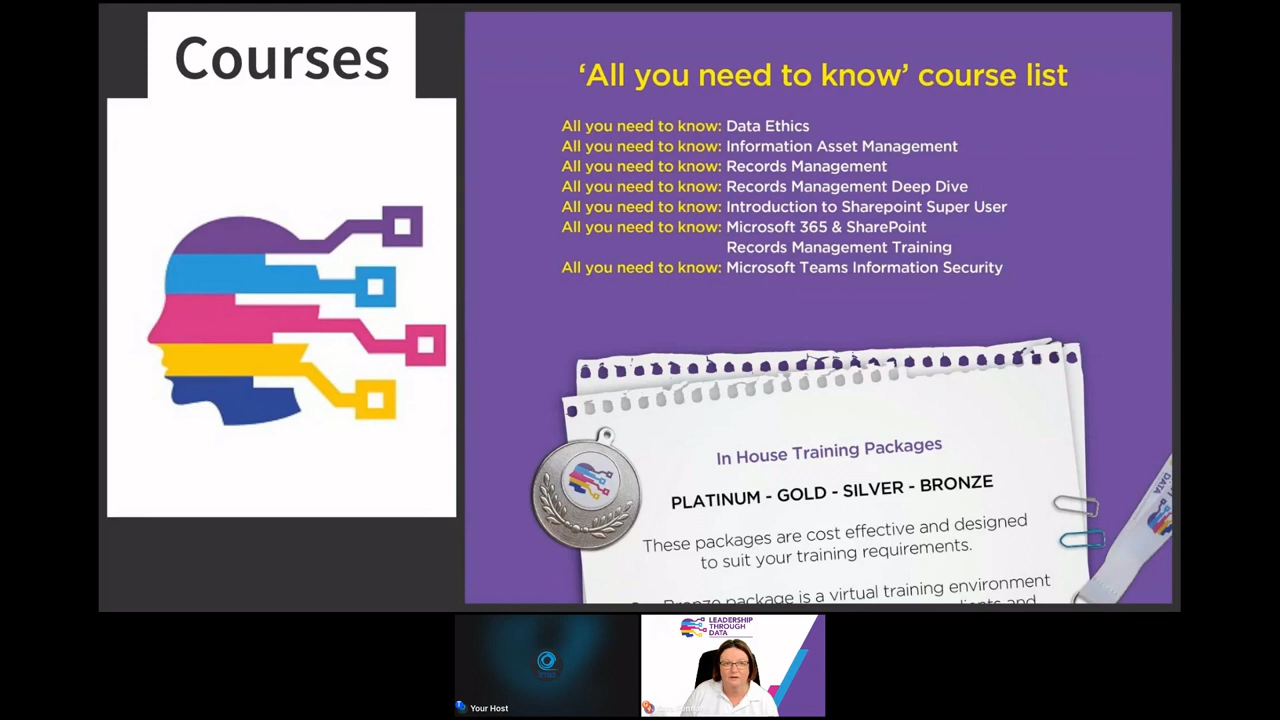 Courses
‘All you need to know’ course list
All you need to know: Data Ethics
All you need to know: Information Asset Management
All you need to know: Records Management
All you need to know: Records Management Deep Dive
All you need to know: Introduction to Sharepoint Super User
All you need to know: Microsoft 365 & SharePoint
Records Management Training
All you need to know: Microsoft Teams Information Security
In House Training Packages
PLATINUM - GOLD - SILVER - BRONZE
These packages are cost effective and designed
to suit your training requirements.
Bronze package is a virtual training environment
DATA
LEADERSHIP
THROUGH
DATA
Your Host